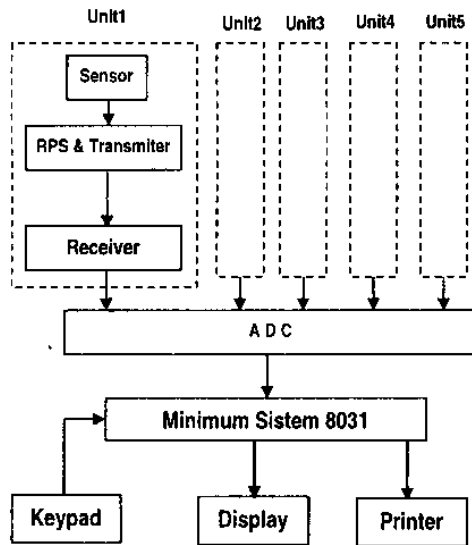 Unit1 Unit2 Unit3 Unit4 Unit5
Sensor
RPS & Transmiter
Receiver
A D C
Minimum Sistem 8031
Keypad Display Printer